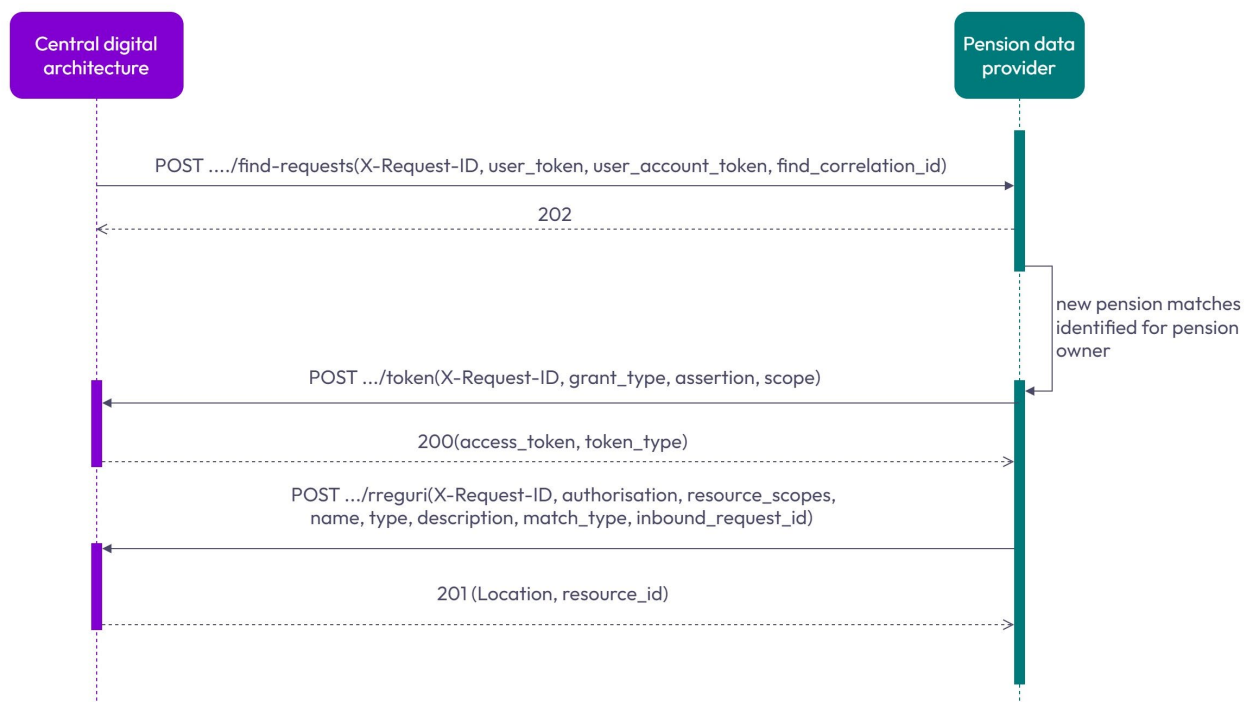 Central digital
architecture
Pension data
provider
POST ..../find-requests(X-Request-ID, user_token, user_account_token, find_correlation_id)
202
new pension matches
identified for pension
owner
POST .../token(X-Request-ID, grant_type, assertion, scope)
200(access_token, token_type)
POST .../rreguri(X-Request-ID, authorisation, resource_scopes,
name, type, description, match_type, inbound_request_id)
201 (Location, resource_id)